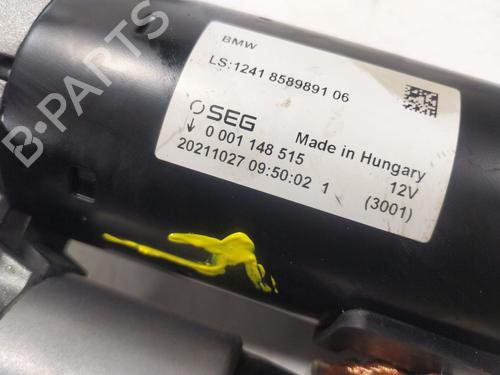 BMW
LS:1241 8589891 06
SEG
0 001 148 515
Made in Hungary
20211027 09:50:02 1
12V
(3001)
B-PARTS